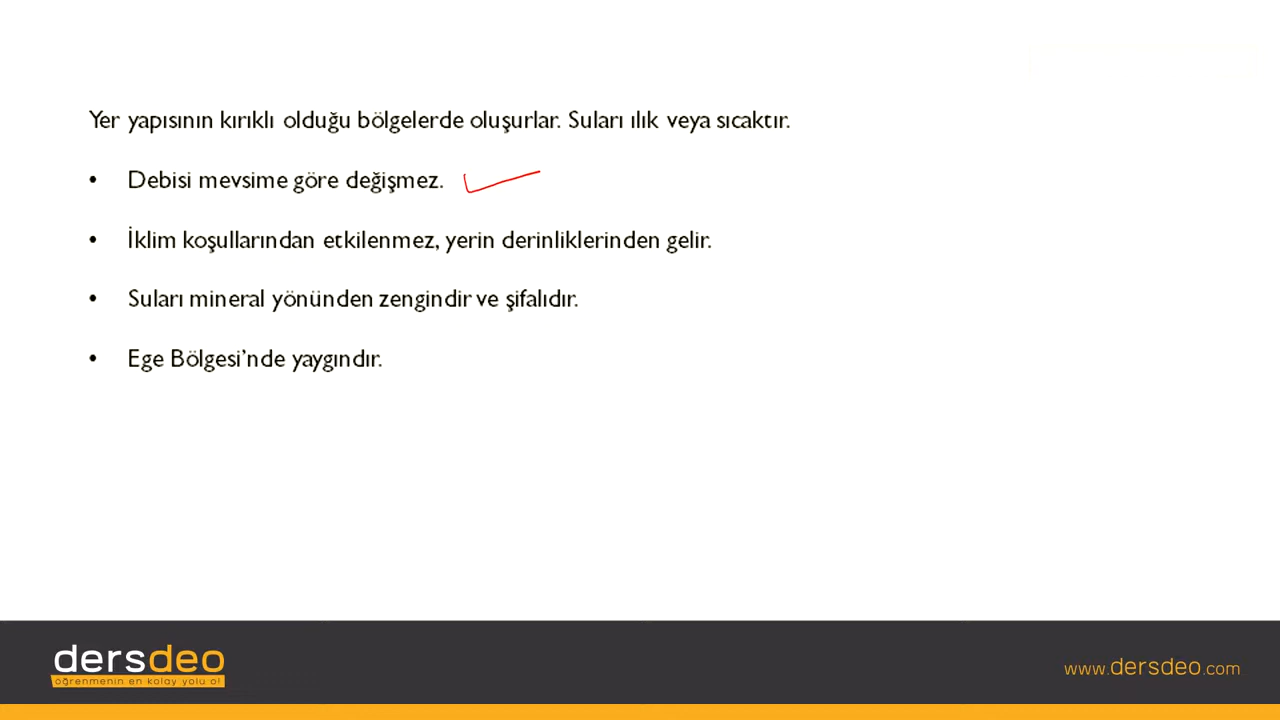 Yer yapısının kırıklı olduğu bölgelerde oluşurlar. Suları ılık veya sıcaktır.
• Debisi mevsime göre değişmez.
• İklim koşullarından etkilenmez, yerin derinliklerinden gelir.
• Suları mineral yönünden zengindir ve şifalıdır.
• Ege Bölgesi'nde yaygındır.
dersdeo
öğrenmenin en kolay yolu o!
www.dersdeo.com